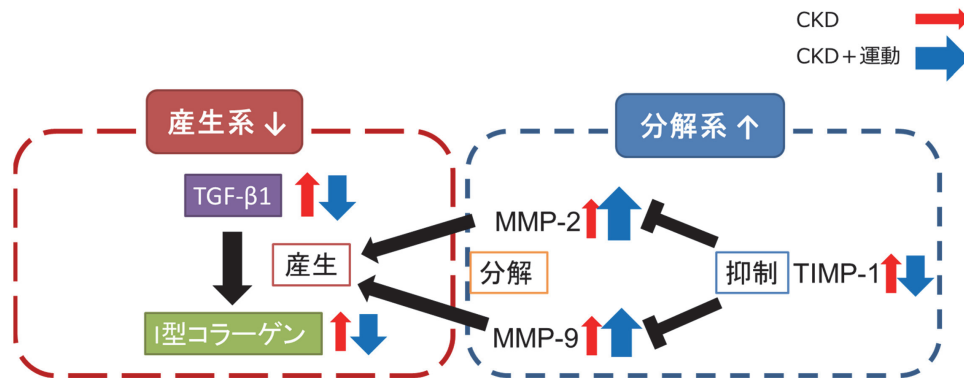 CKD
CKD＋運動
産生系↓
分解系↑
TGF-β1
MMP-2
産生
分解
抑制
TIMP-1
I型コラーゲン
MMP-9